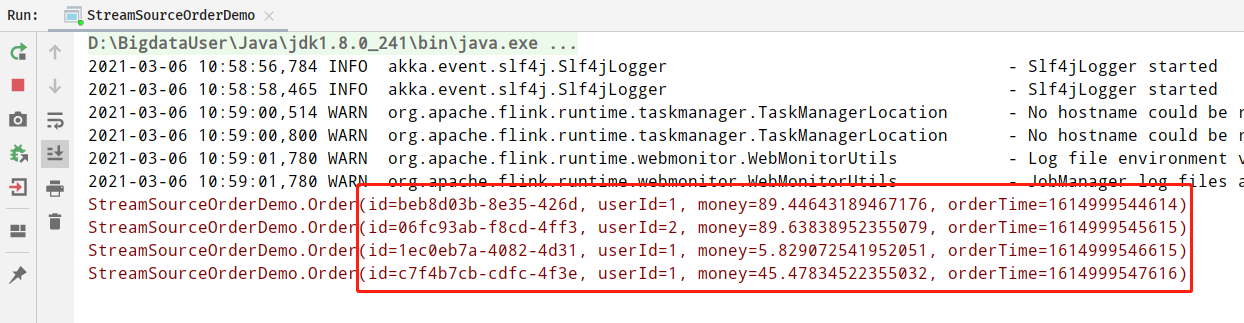 Run: StreamSourceOrderDemo
D:\BigdataUser\Java\jdk1.8.0_241\bin\java.exe ...
2021-03-06 10:58:56,784 INFO akka.event.slf4j.Slf4jLogger - Slf4jLogger started
2021-03-06 10:58:58,465 INFO akka.event.slf4j.Slf4jLogger - Slf4jLogger started
2021-03-06 10:59:00,514 WARN org.apache.flink.runtime.taskmanager.TaskManagerLocation - No hostname could be
2021-03-06 10:59:00,800 WARN org.apache.flink.runtime.taskmanager.TaskManagerLocation - No hostname could be
2021-03-06 10:59:01,780 WARN org.apache.flink.runtime.webmonitor.WebMonitorUtils - Log file environment
2021-03-06 10:59:01,780 WARN org.apache.flink.runtime.webmonitor.WebMonitorUtils - JobManager log files
StreamSourceOrderDemo.Order(id=beb8d03b-8e35-426d, userId=1, money=89.44643189467176, orderTime=1614999544614)
StreamSourceOrderDemo.Order(id=06fc93ab-f8cd-4ff3, userId=2, money=89.63838952355079, orderTime=1614999545615)
StreamSourceOrderDemo.Order(id=1ec0eb7a-4082-4d31, userId=1, money=5.829072541952051, orderTime=1614999546615)
StreamSourceOrderDemo.Order(id=c7f4b7cb-cdfc-4f3e, userId=1, money=45.47834522355032, orderTime=1614999547616)